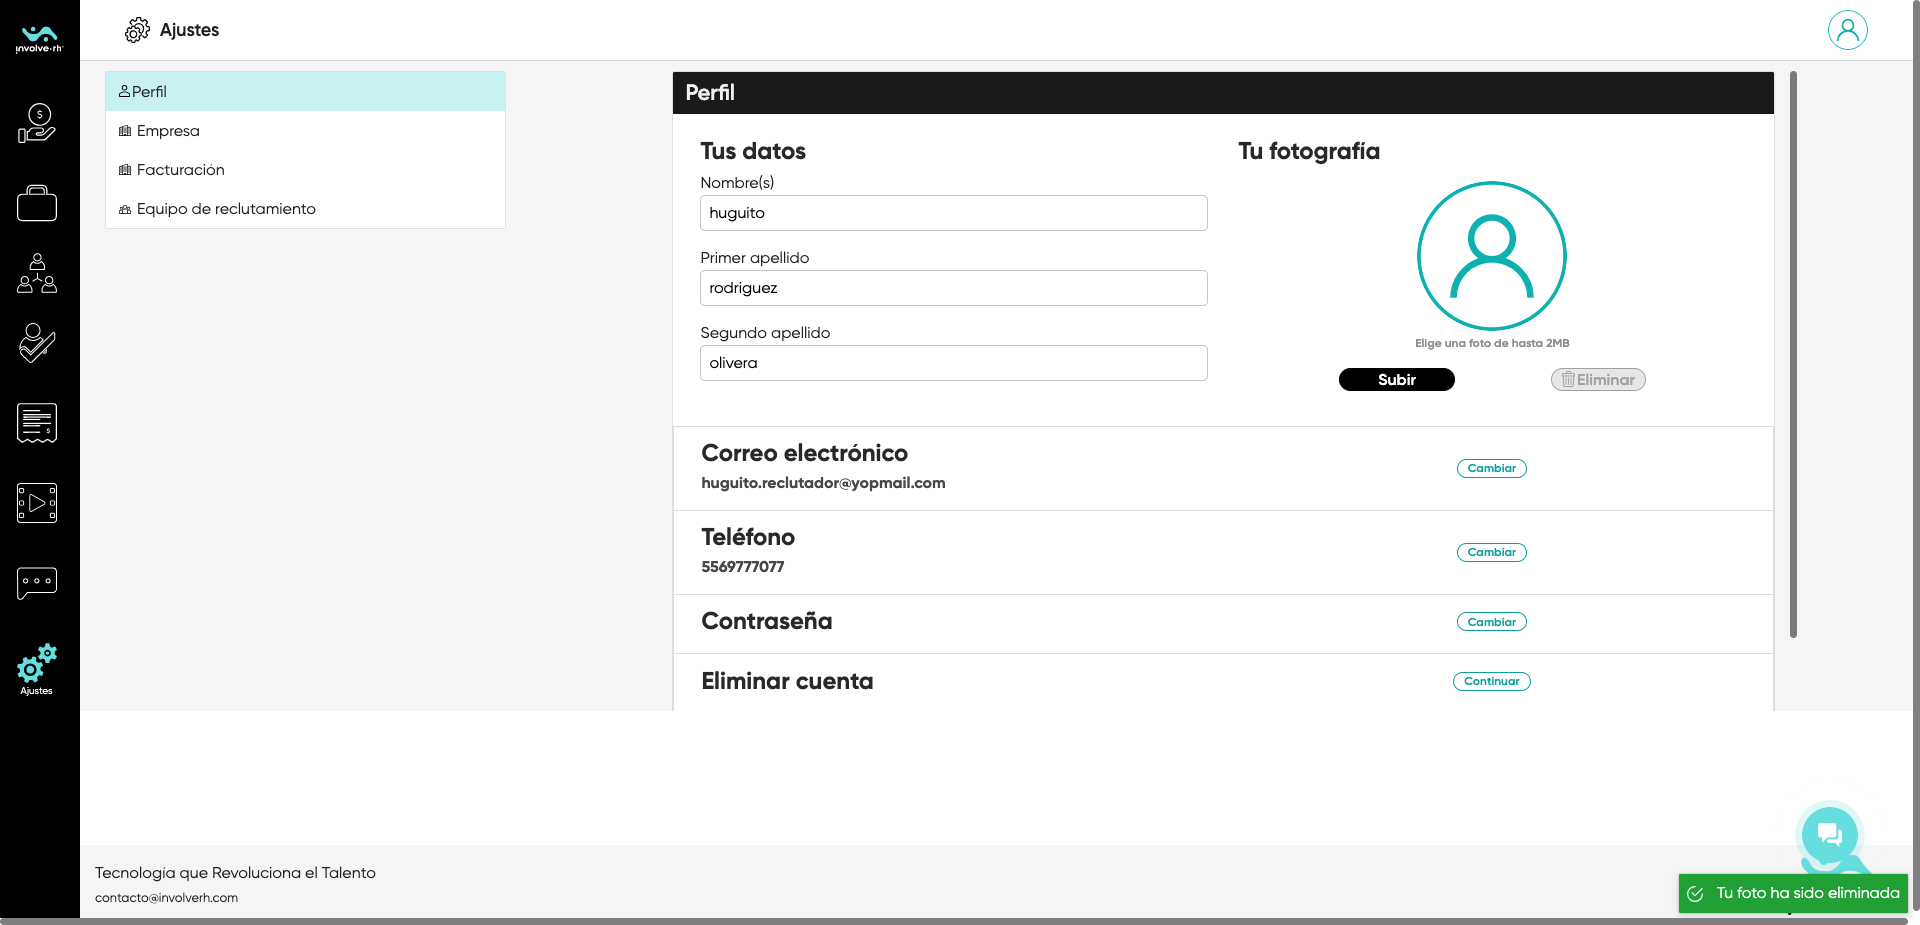 involve·rh
Ajustes
Perfil
Empresa
Facturación
Equipo de reclutamiento
Perfil
Tus datos
Nombre(s)
huguito
Primer apellido
rodriguez
Segundo apellido
olivera
Tu fotografía
Elige una foto de hasta 2MB
Subir
Eliminar
Correo electrónico
huguito.reclutador@yopmail.com
Cambiar
Teléfono
5569777077
Cambiar
Contraseña
Cambiar
Eliminar cuenta
Continuar
Ajustes
Tecnología que Revoluciona el Talento
contacto@involverh.com
Tu foto ha sido eliminada